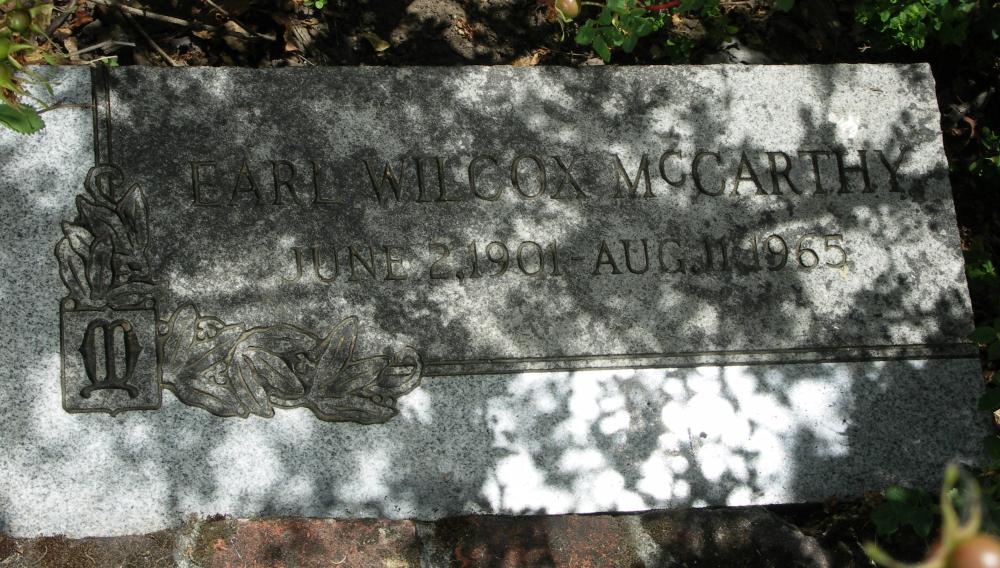 EARL WILCOX McCARTHY
JUNE 2, 1901 - AUG. 11, 1965
M